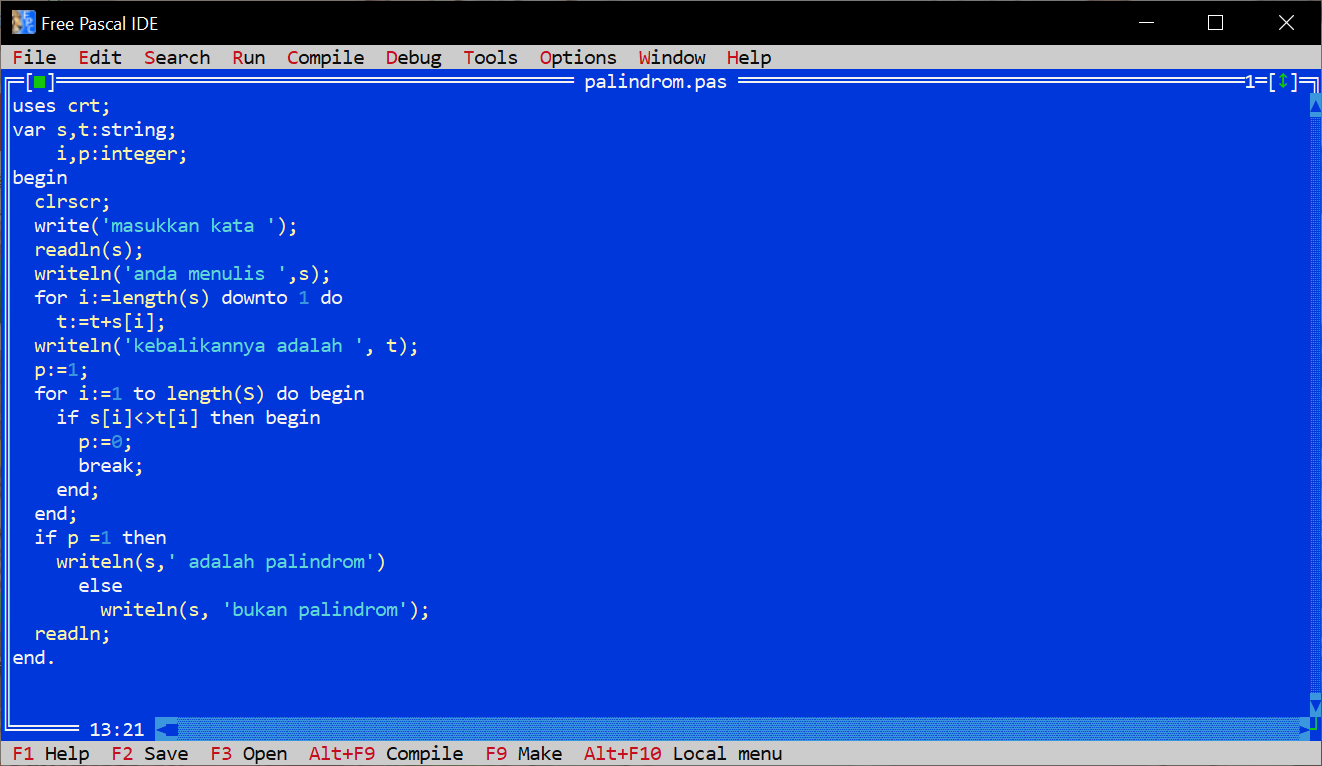 Free Pascal IDE
File Edit Search Run Compile Debug Tools Options Window Help
palindrom.pas 1
uses crt;
var s,t:string;
    i,p:integer;
begin
  clrscr;
  write('masukkan kata ');
  readln(s);
  writeln('anda menulis ',s);
  for i:=length(s) downto 1 do
    t:=t+s[i];
  writeln('kebalikannya adalah ', t);
  p:=1;
  for i:=1 to length(S) do begin
    if s[i]<>t[i] then begin
      p:=0;
      break;
    end;
  end;
  if p =1 then
    writeln(s,' adalah palindrom')
      else
        writeln(s, 'bukan palindrom');
  readln;
end.
13:21
F1 Help F2 Save F3 Open Alt+F9 Compile F9 Make Alt+F10 Local menu